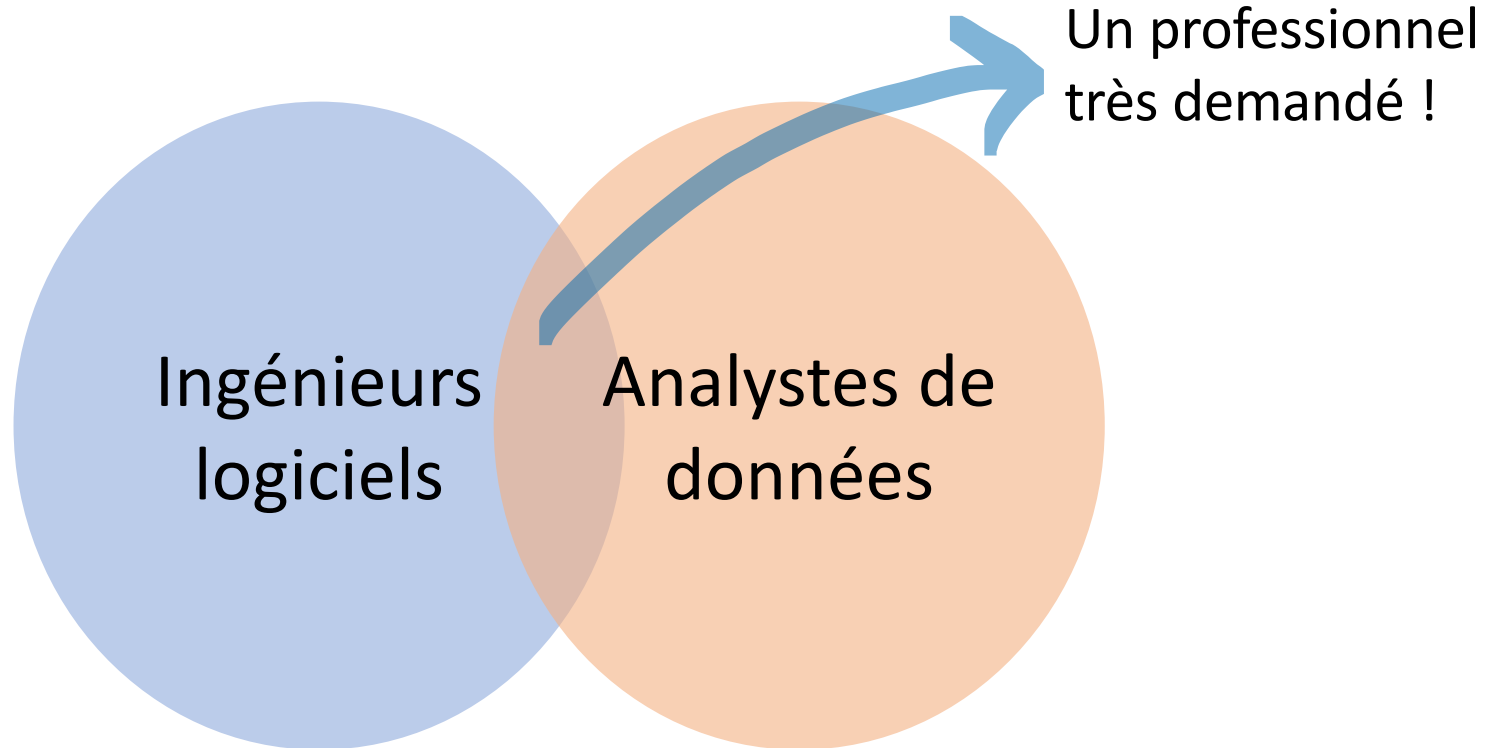 Un professionnel
très demandé !
Ingénieurs
logiciels
Analystes de
données